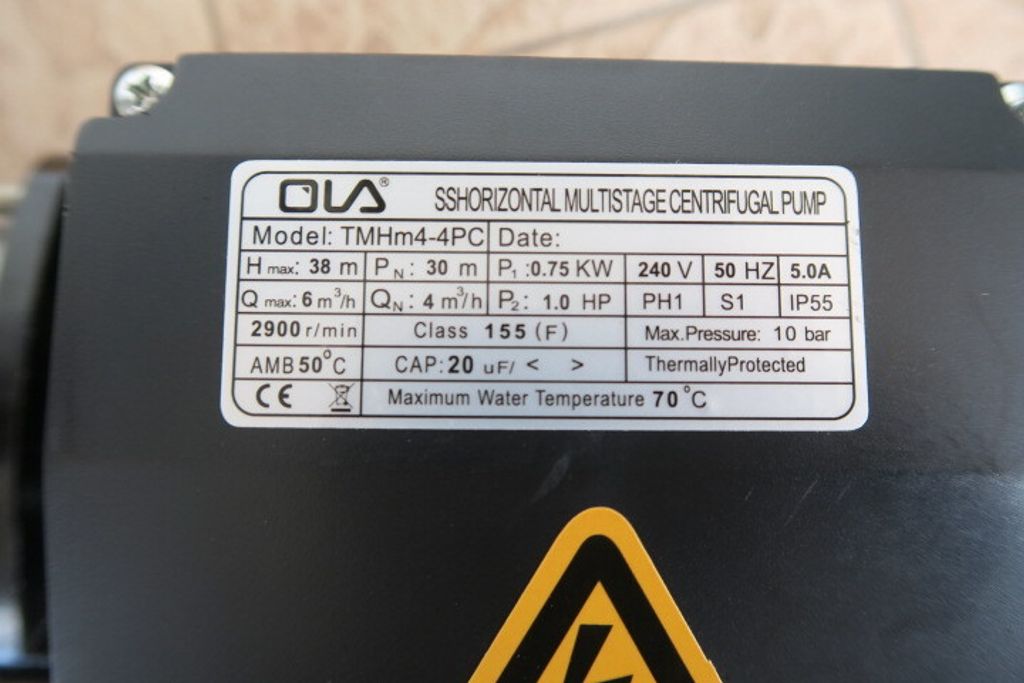 OLA® SSHORIZONTAL MULTISTAGE CENTRIFUGAL PUMP
Model: TMHm4-4PC Date:
H max: 38 m PN: 30 m P1:0.75 KW 240 V 50 HZ 5.0A
Q max: 6 m³/h QN: 4 m³/h P2: 1.0 HP PH1 S1 IP55
2900 r/min Class 155 (F) Max.Pressure: 10 bar
AMB 50°C CAP: 20 uF/ < > ThermallyProtected
CE Maximum Water Temperature 70°C